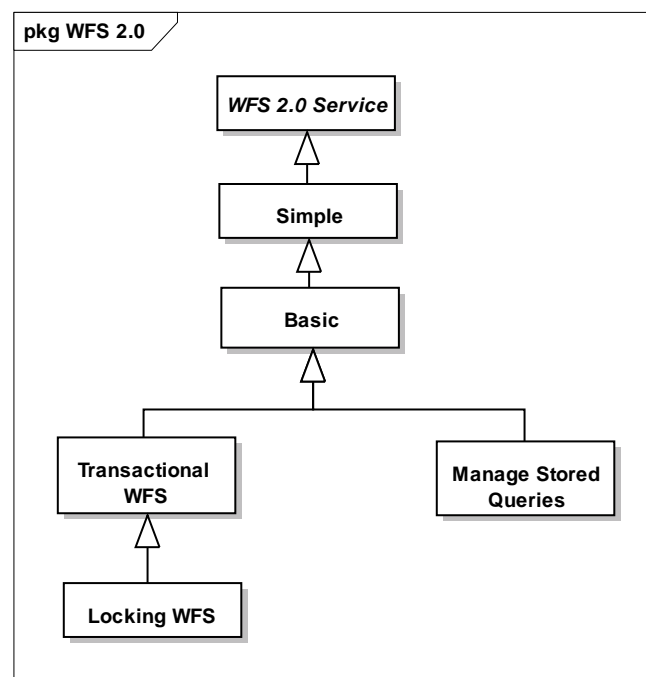 pkg WFS 2.0
WFS 2.0 Service
Simple
Basic
Transactional
WFS
Manage Stored
Queries
Locking WFS